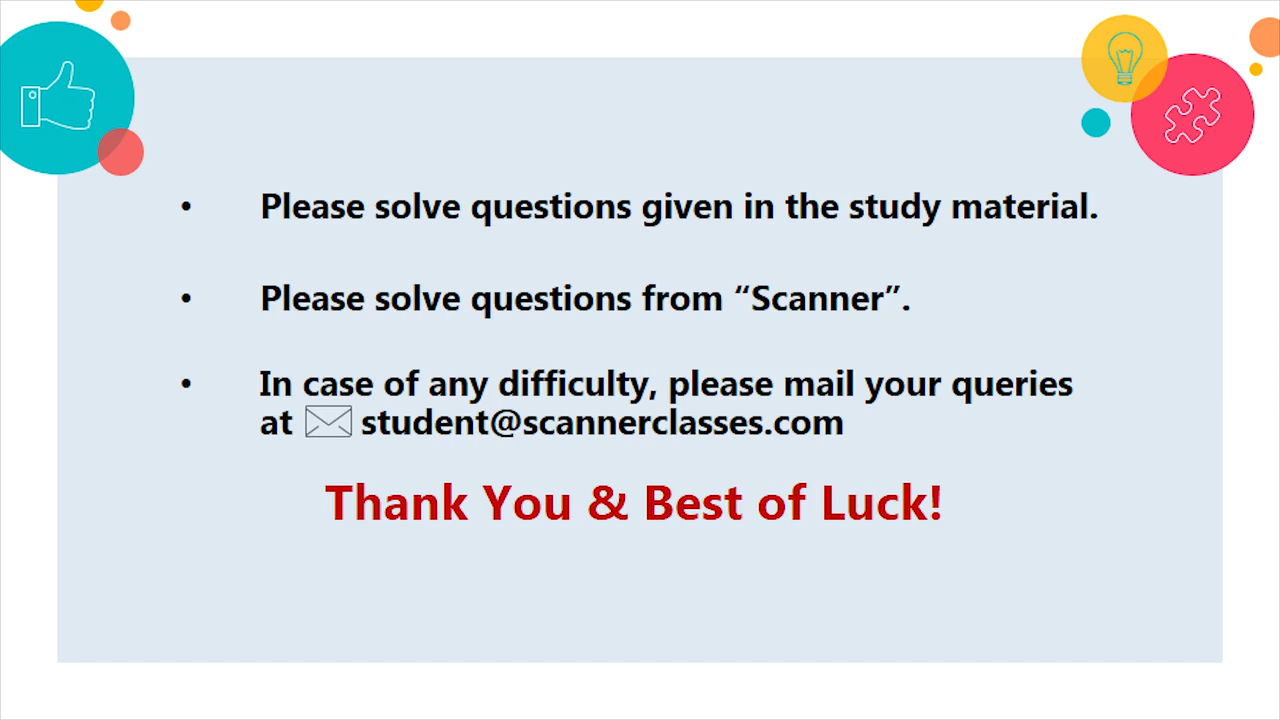 • Please solve questions given in the study material.
• Please solve questions from “Scanner”.
• In case of any difficulty, please mail your queries
at student@scannerclasses.com
Thank You & Best of Luck!